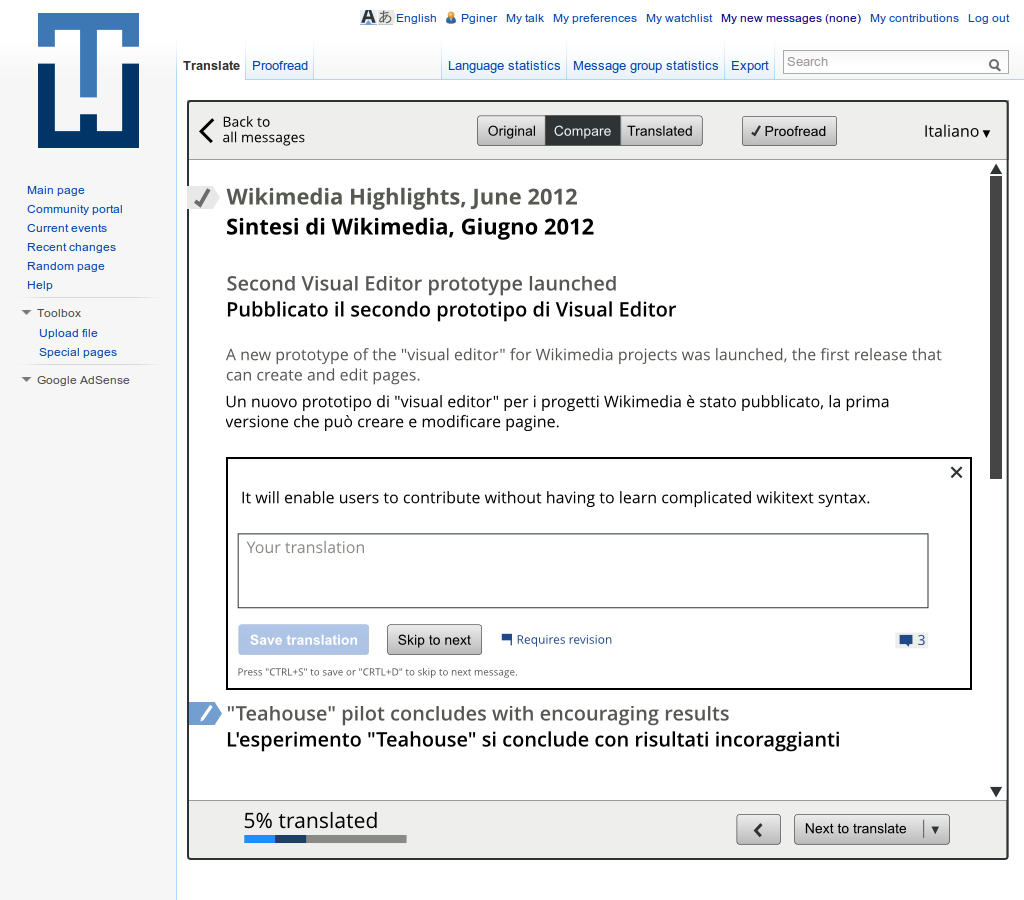 Aあ English Pginer My talk My preferences My watchlist My new messages (none) My contributions Log out
Translate Proofread Language statistics Message group statistics Export Search
Main page
Community portal
Current events
Recent changes
Random page
Help
Toolbox
Upload file
Special pages
Google AdSense
Back to
all messages
Original Compare Translated ✓Proofread Italiano ▾
Wikimedia Highlights, June 2012
Sintesi di Wikimedia, Giugno 2012
Second Visual Editor prototype launched
Pubblicato il secondo prototipo di Visual Editor
A new prototype of the "visual editor" for Wikimedia projects was launched, the first release that
can create and edit pages.
Un nuovo prototipo di "visual editor" per i progetti Wikimedia è stato pubblicato, la prima
versione che può creare e modificare pagine.
It will enable users to contribute without having to learn complicated wikitext syntax.
Your translation
Save translation Skip to next Requires revision 3
Press "CTRL+S" to save or "CRTL+D" to skip to next message.
"Teahouse" pilot concludes with encouraging results
L'esperimento "Teahouse" si conclude con risultati incoraggianti
5% translated
Next to translate